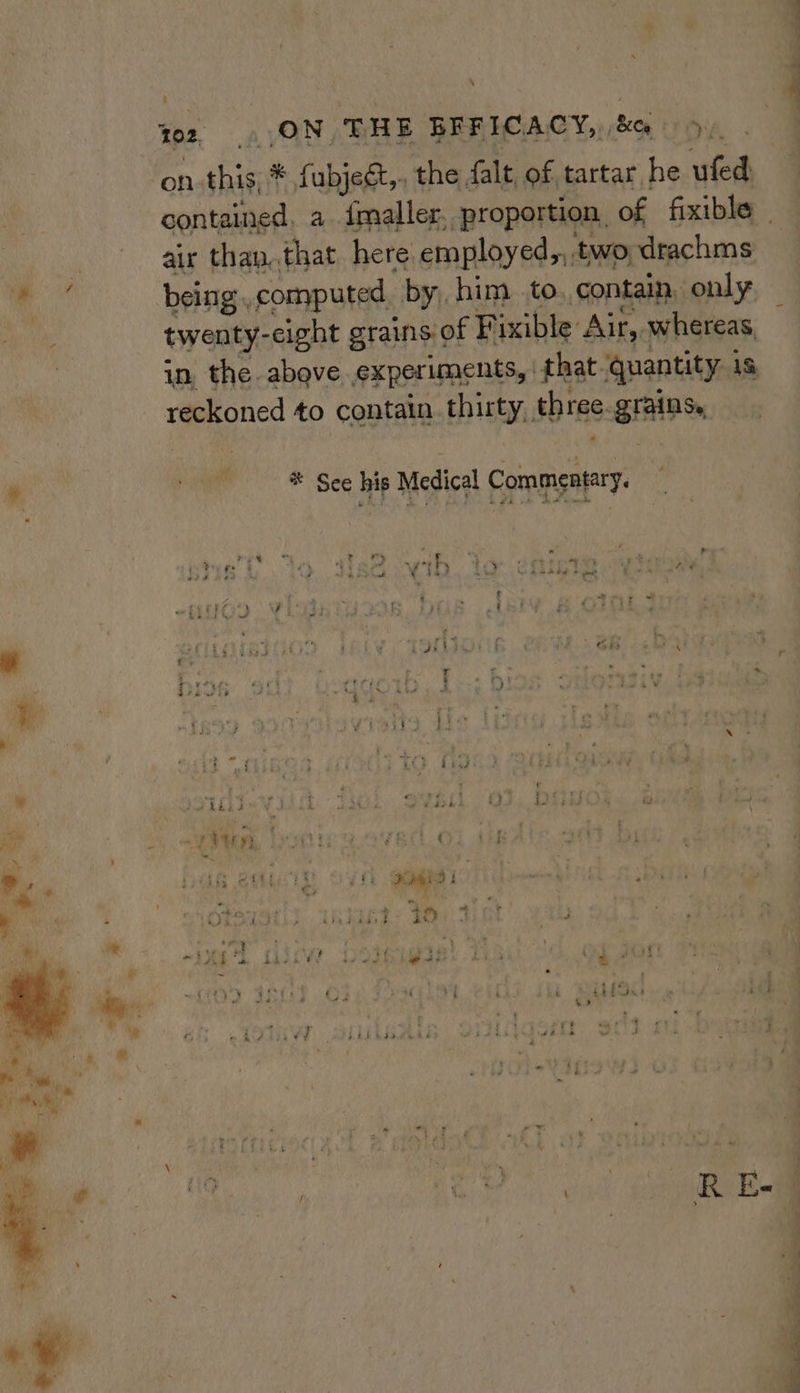 102 ON THE EFFICACY, &c.
on this * ſubject, the ſalt of tartar he uſed
contained a ſmaller proportion of fixible
air than that here employed, two drachms
being computed by him to contain only
twenty-eight grains of Fixible Air, whereas
in the above experiments, that quantity is
reckoned to contain thirty three grains.
* See his Medical Commentary.
R E-